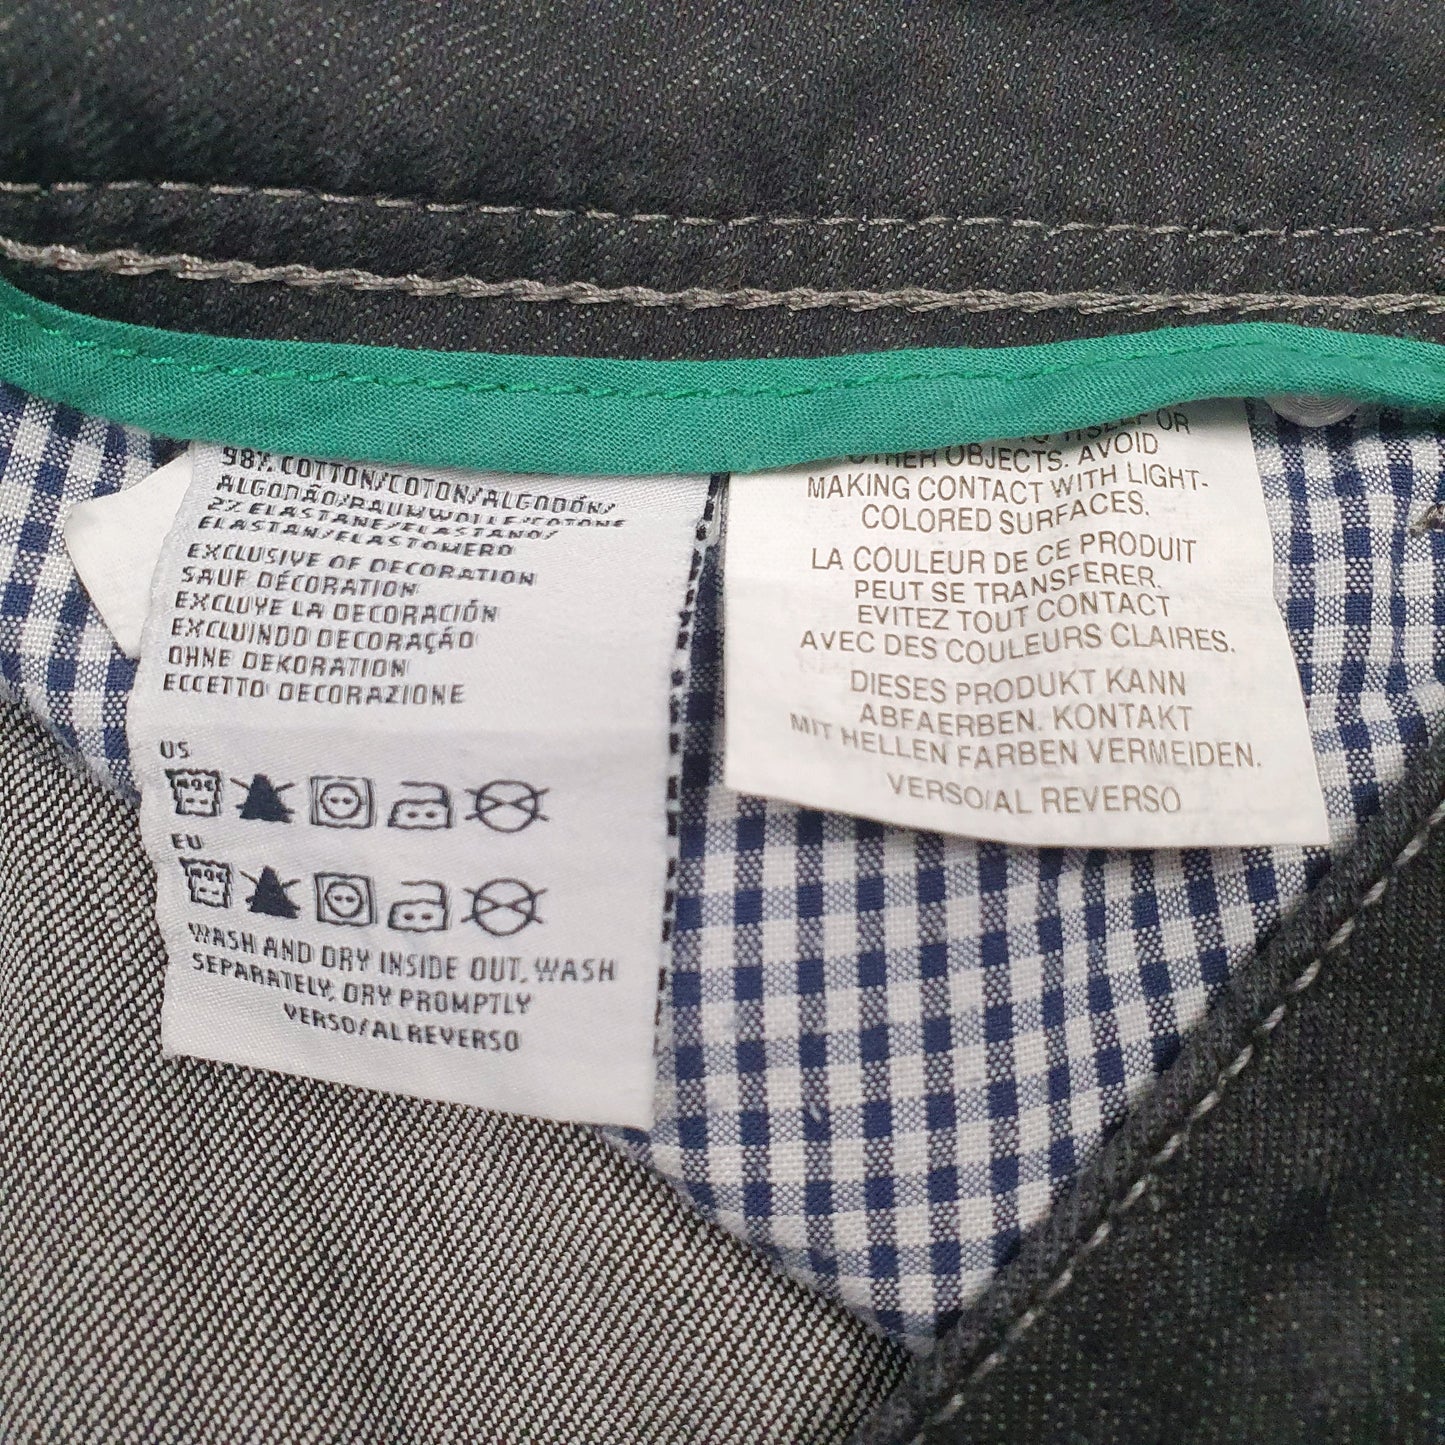 98% COTTON/COTON/ALGODÓN/
ALGODÃO/BAUMWOLLE/COTONE
2% ELASTANE/ELASTANO/
ELASTAN/ELASTOMERO
EXCLUSIVE OF DECORATION
SAUF DÉCORATION
EXCLUYE LA DECORACIÓN
EXCLUINDO DECORAÇÃO
OHNE DEKORATION
ECCETTO DECORAZIONE
US
EU
WASH AND DRY INSIDE OUT. WASH
SEPARATELY, DRY PROMPTLY
VERSO/AL REVERSO
TO ITSELF OR
OTHER OBJECTS. AVOID
MAKING CONTACT WITH LIGHT-
COLORED SURFACES.
LA COULEUR DE CE PRODUIT
PEUT SE TRANSFERER.
EVITEZ TOUT CONTACT
AVEC DES COULEURS CLAIRES.
DIESES PRODUKT KANN
ABFAERBEN. KONTAKT
MIT HELLEN FARBEN VERMEIDEN.
VERSO/AL REVERSO